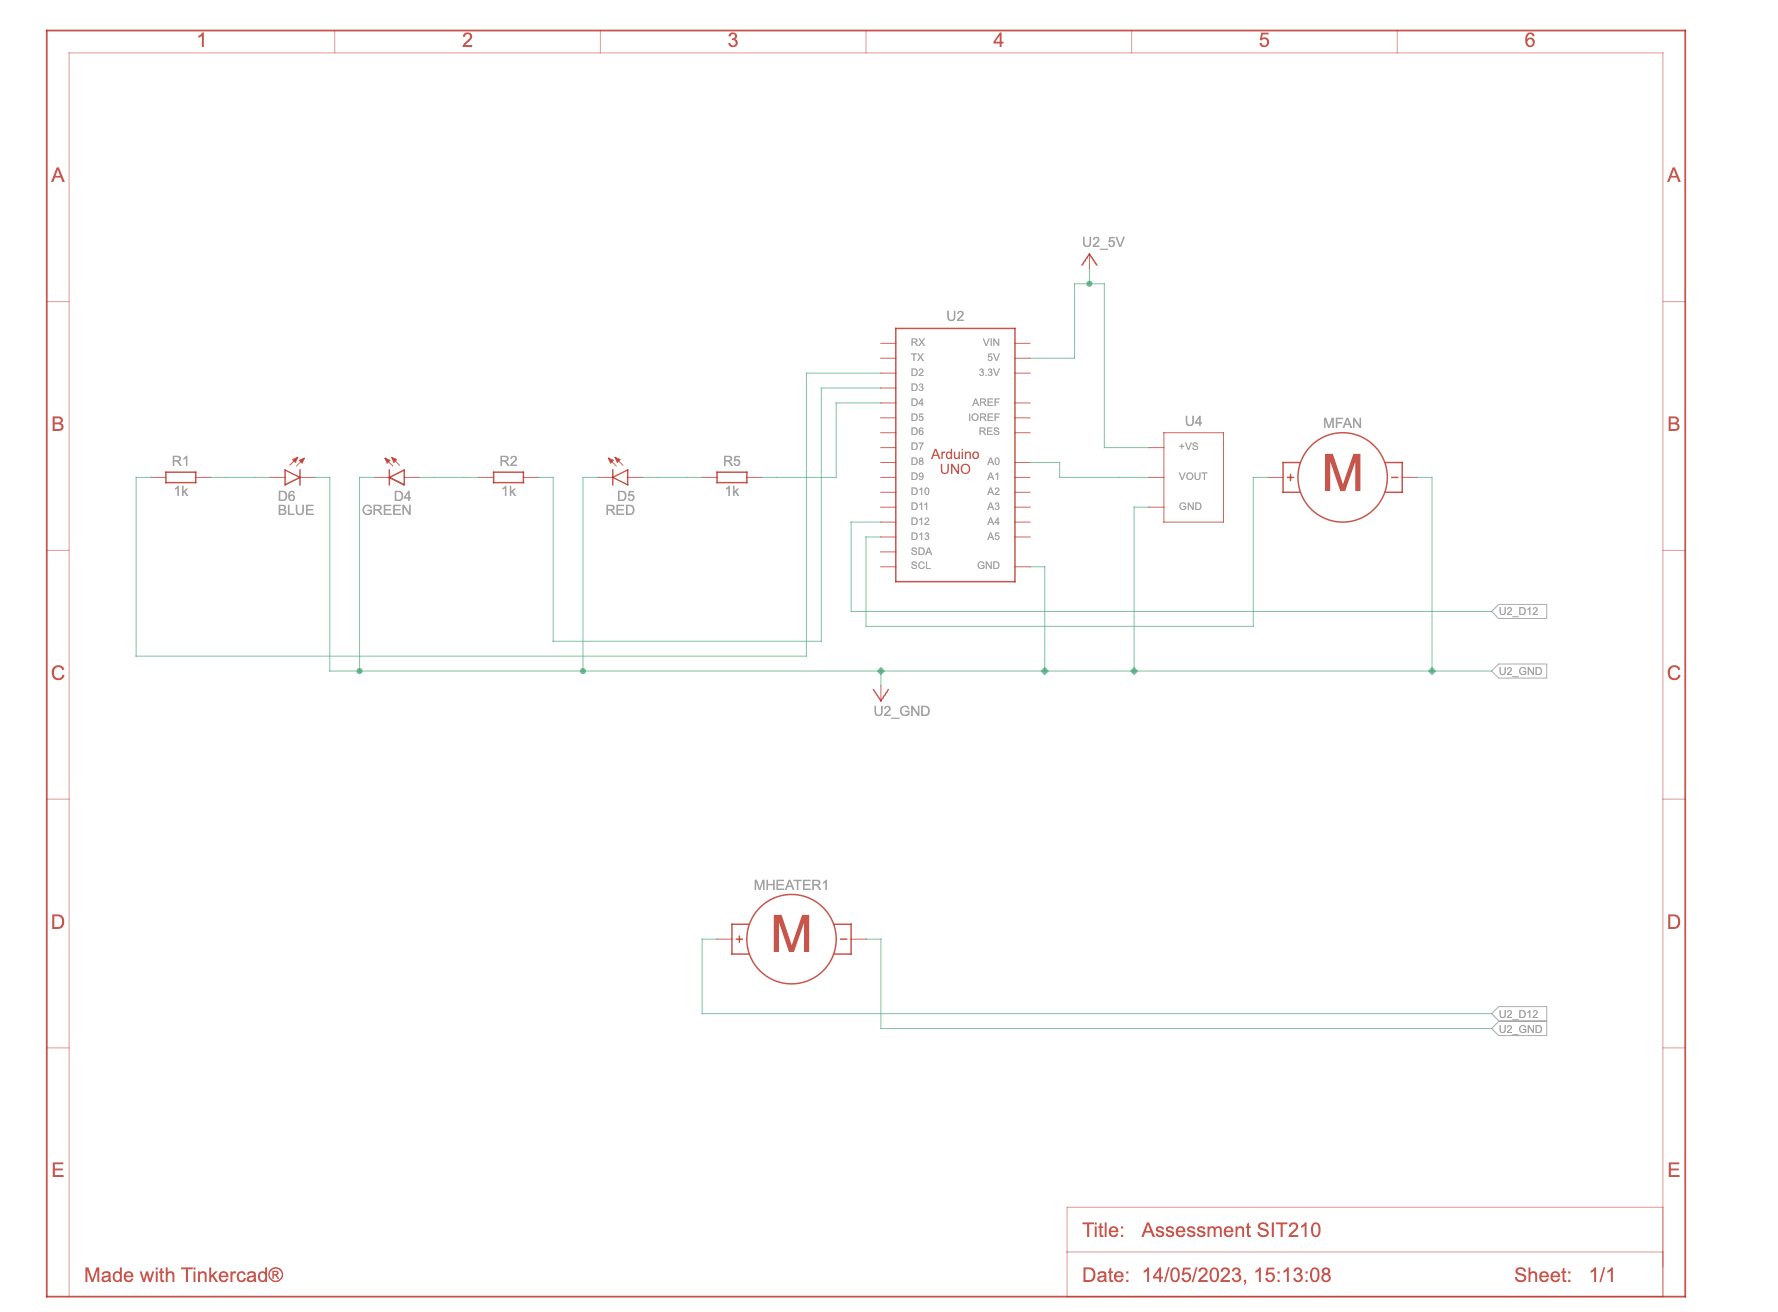 1 2 3 4 5 6
A A
U2_5V
U2
RX VIN
TX 5V
D2 3.3V
D3
D4 AREF
D5 IOREF
D6 RES
D7
D8 A0
D9 A1
D10 A2
D11 A3
D12 A4
D13 A5
SDA
SCL GND
Arduino
UNO
B B
U4
+VS
VOUT
GND
MFAN
+ M -
R1
1k
D6
BLUE
D4
GREEN
R2
1k
D5
RED
R5
1k
U2_D12
C C
U2_GND
U2_GND
MHEATER1
+ M -
D D
U2_D12
U2_GND
E E
Title: Assessment SIT210
Date: 14/05/2023, 15:13:08 Sheet: 1/1
Made with Tinkercad®